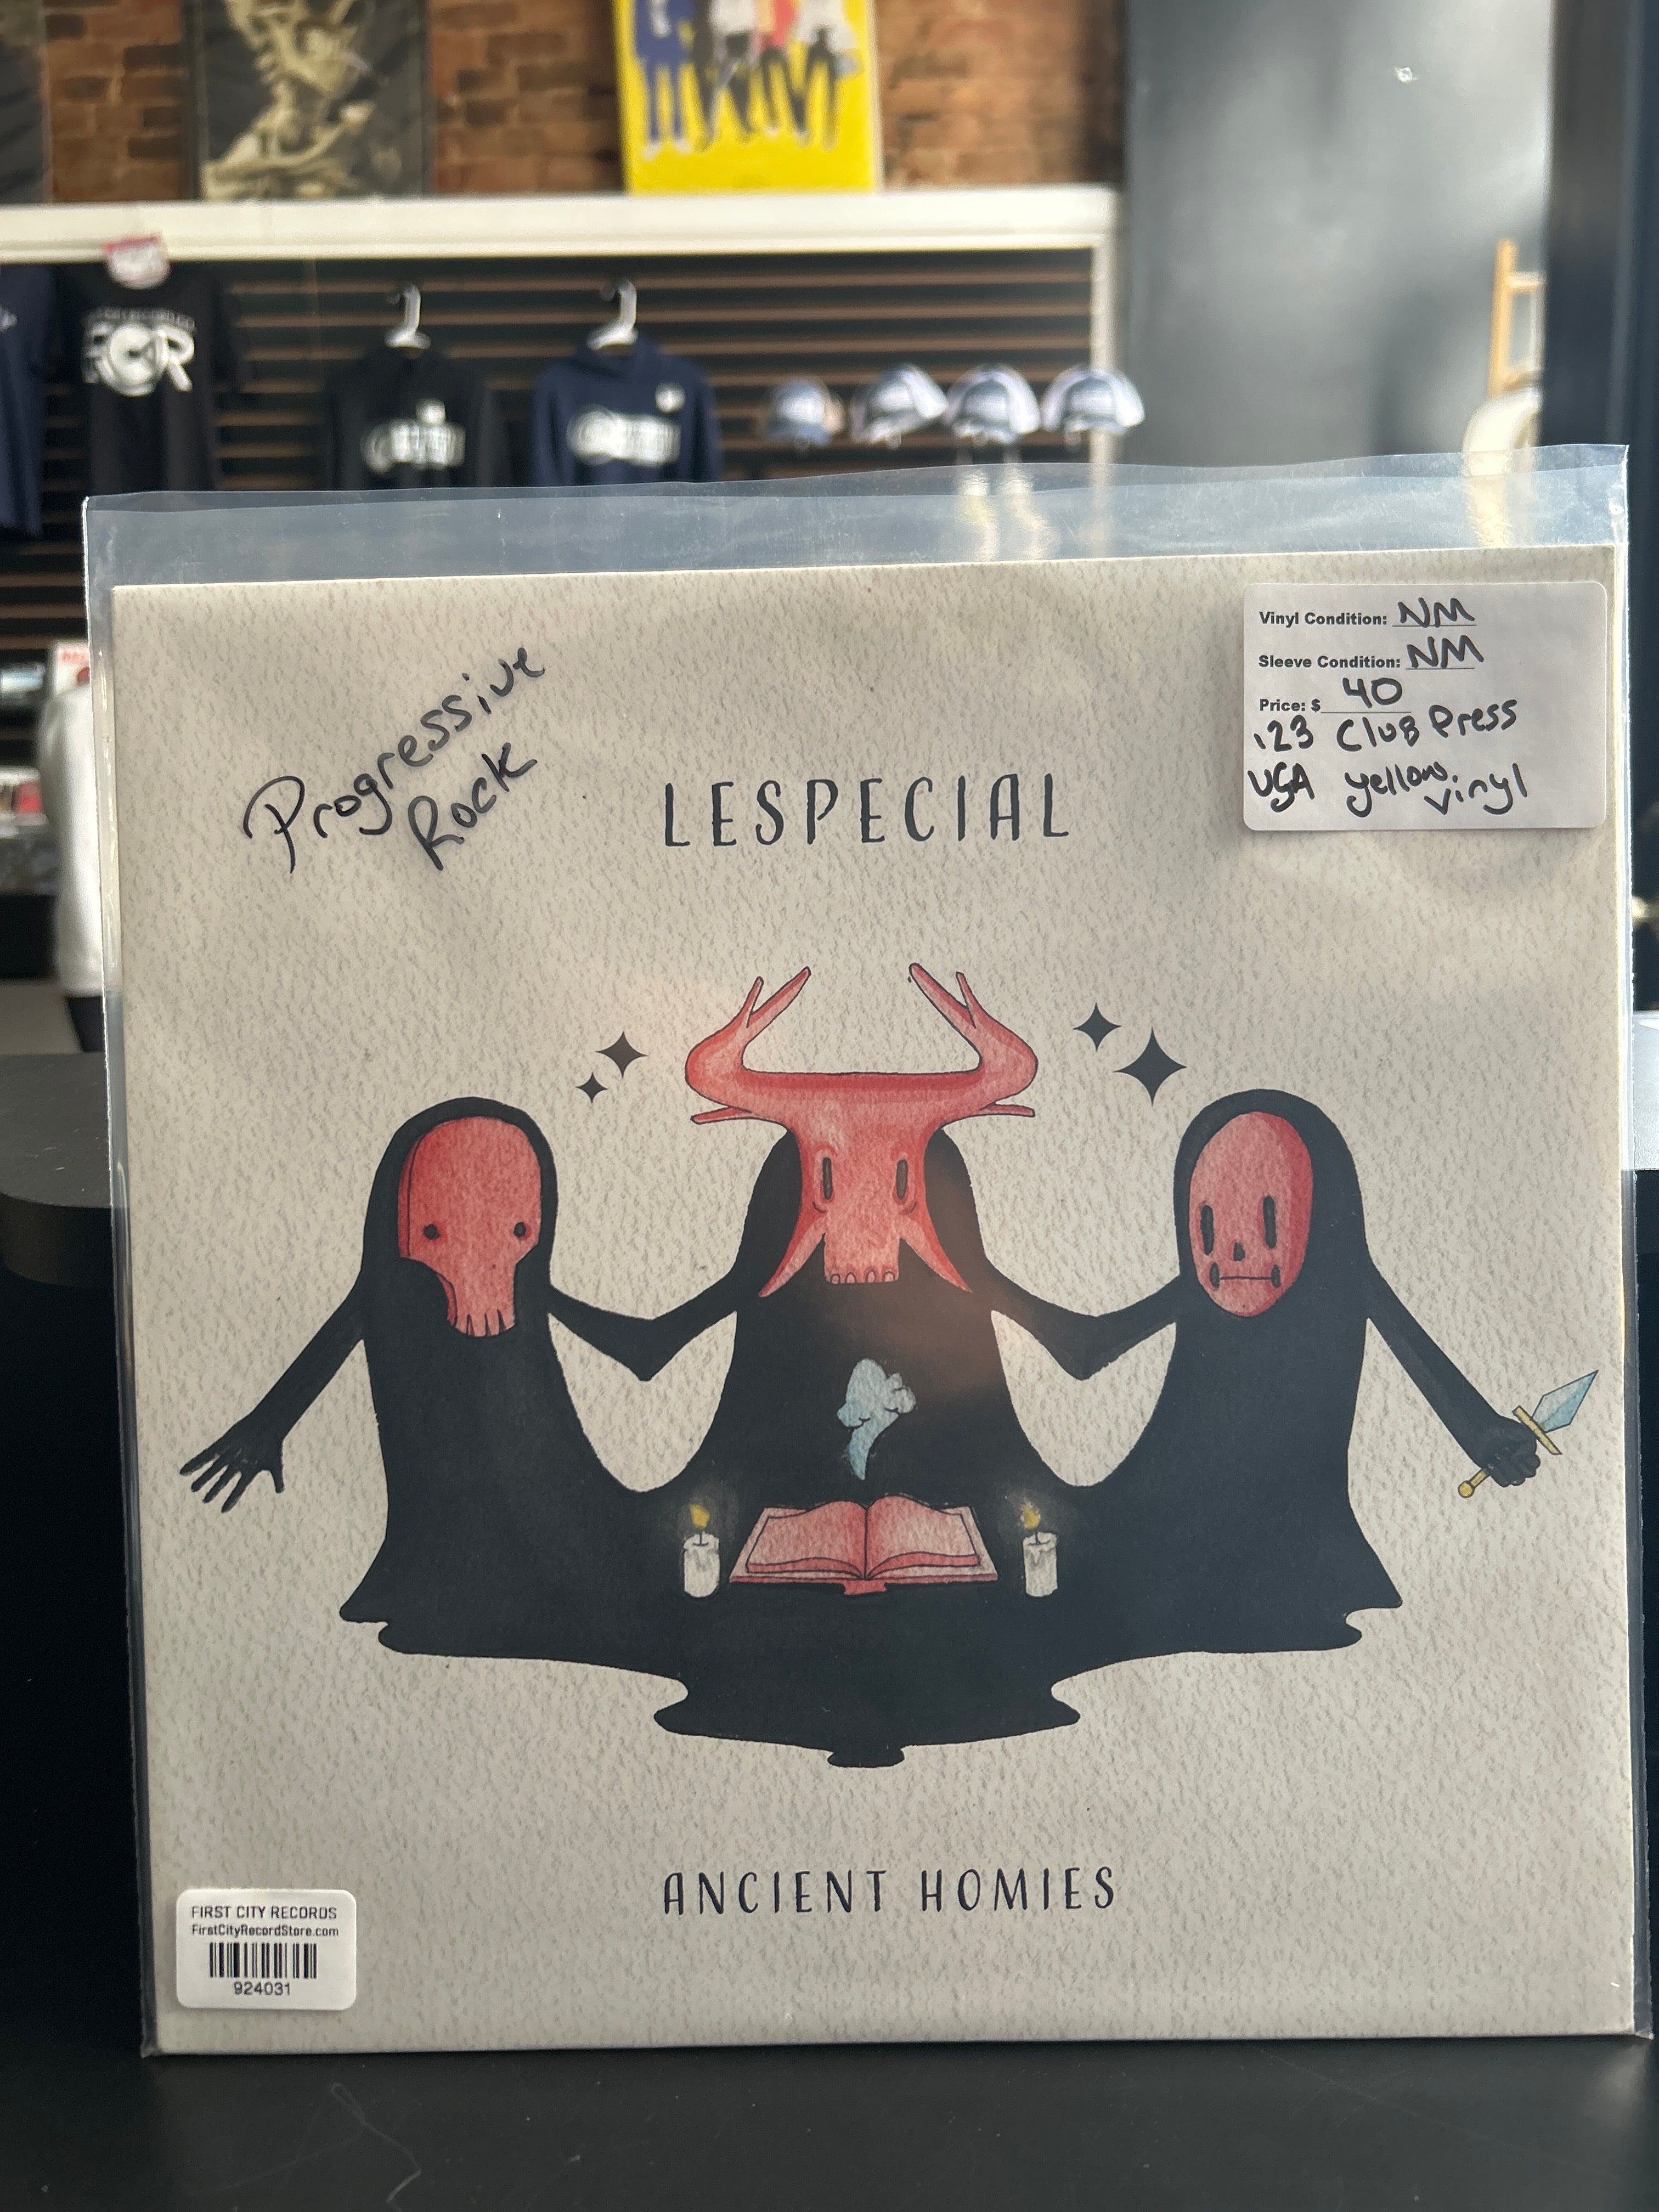 Progressive
Rock
Vinyl Condition: NM
Sleeve Condition: NM
Price: $ 40
'23 Club Press
USA yellow vinyl
LESPECIAL
ANCIENT HOMIES
FIRST CITY RECORDS
FirstCityRecordStore.com
924031